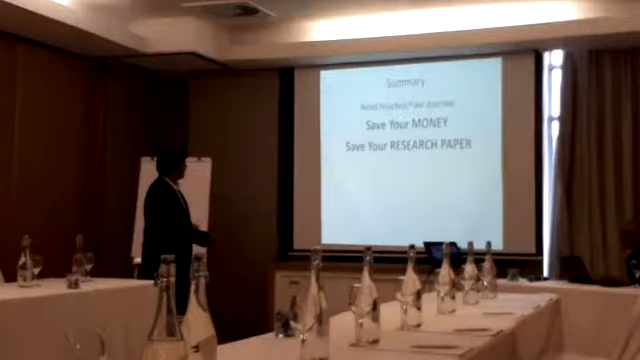 Summary
Avoid Hijacked/Fake Journals
Save Your MONEY
Save Your RESEARCH PAPER